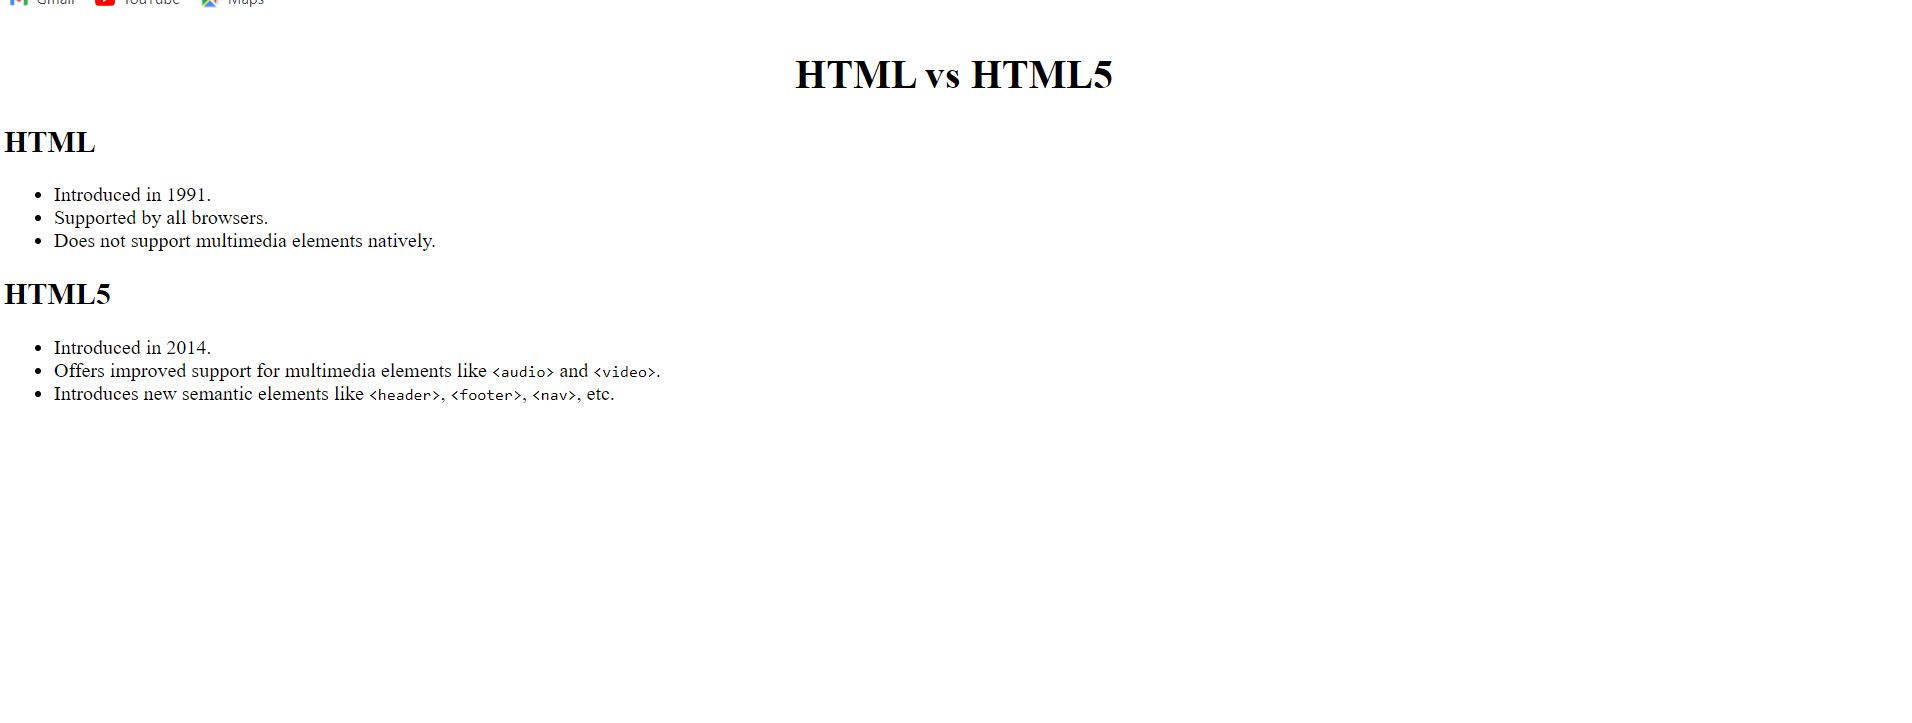 Gmail YouTube Maps
HTML vs HTML5
HTML
• Introduced in 1991.
• Supported by all browsers.
• Does not support multimedia elements natively.
HTML5
• Introduced in 2014.
• Offers improved support for multimedia elements like <audio> and <video>.
• Introduces new semantic elements like <header>, <footer>, <nav>, etc.